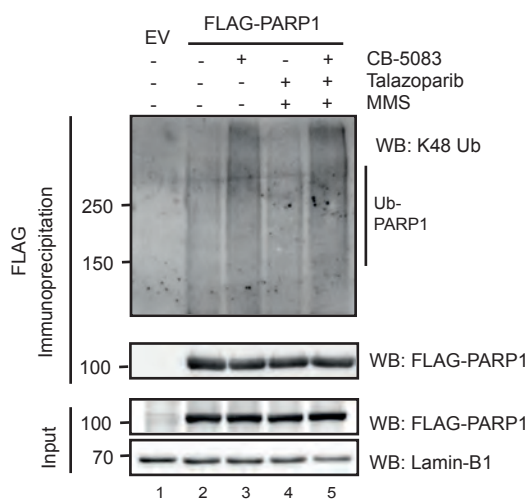 FLAG-PARP1
EV
- - + - + CB-5083
- - - + + Talazoparib
- - - + + MMS
FLAG
Immunoprecipitation
WB: K48 Ub
250
150
Ub-
PARP1
100
WB: FLAG-PARP1
Input
100
WB: FLAG-PARP1
70
WB: Lamin-B1
1 2 3 4 5